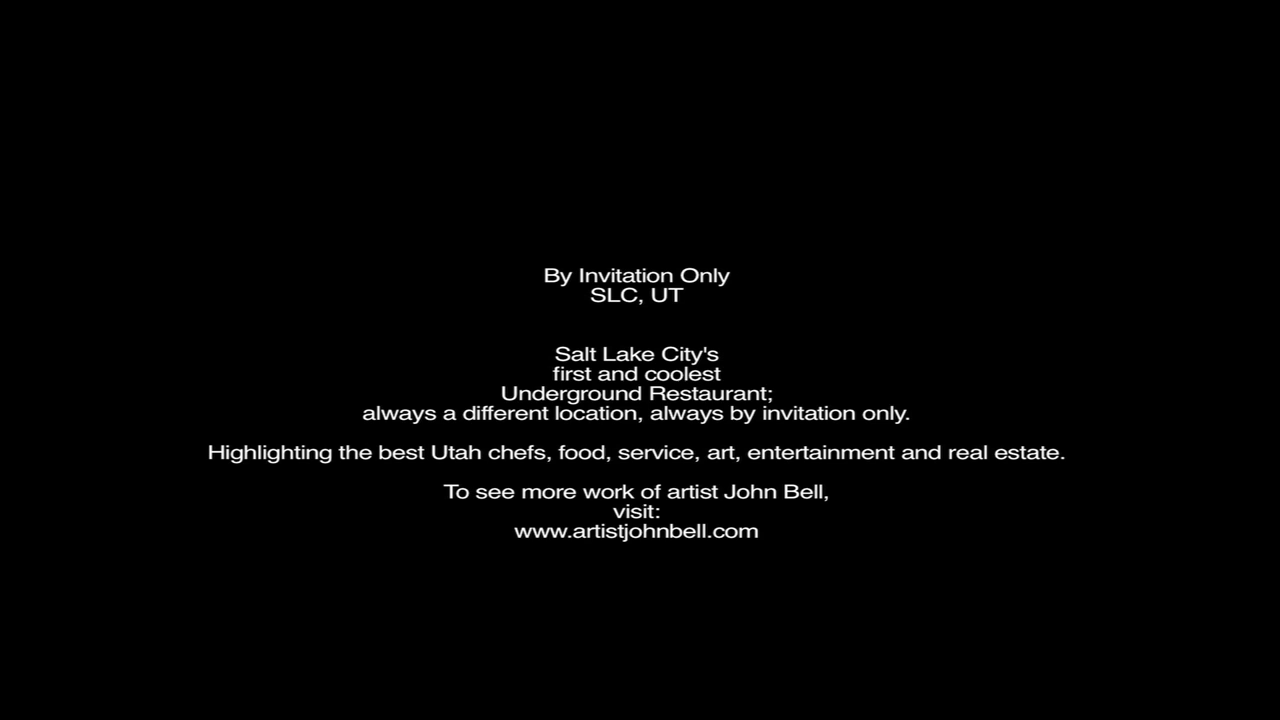 By Invitation Only
SLC, UT
Salt Lake City's
first and coolest
Underground Restaurant;
always a different location, always by invitation only.
Highlighting the best Utah chefs, food, service, art, entertainment and real estate.
To see more work of artist John Bell,
visit:
www.artistjohnbell.com